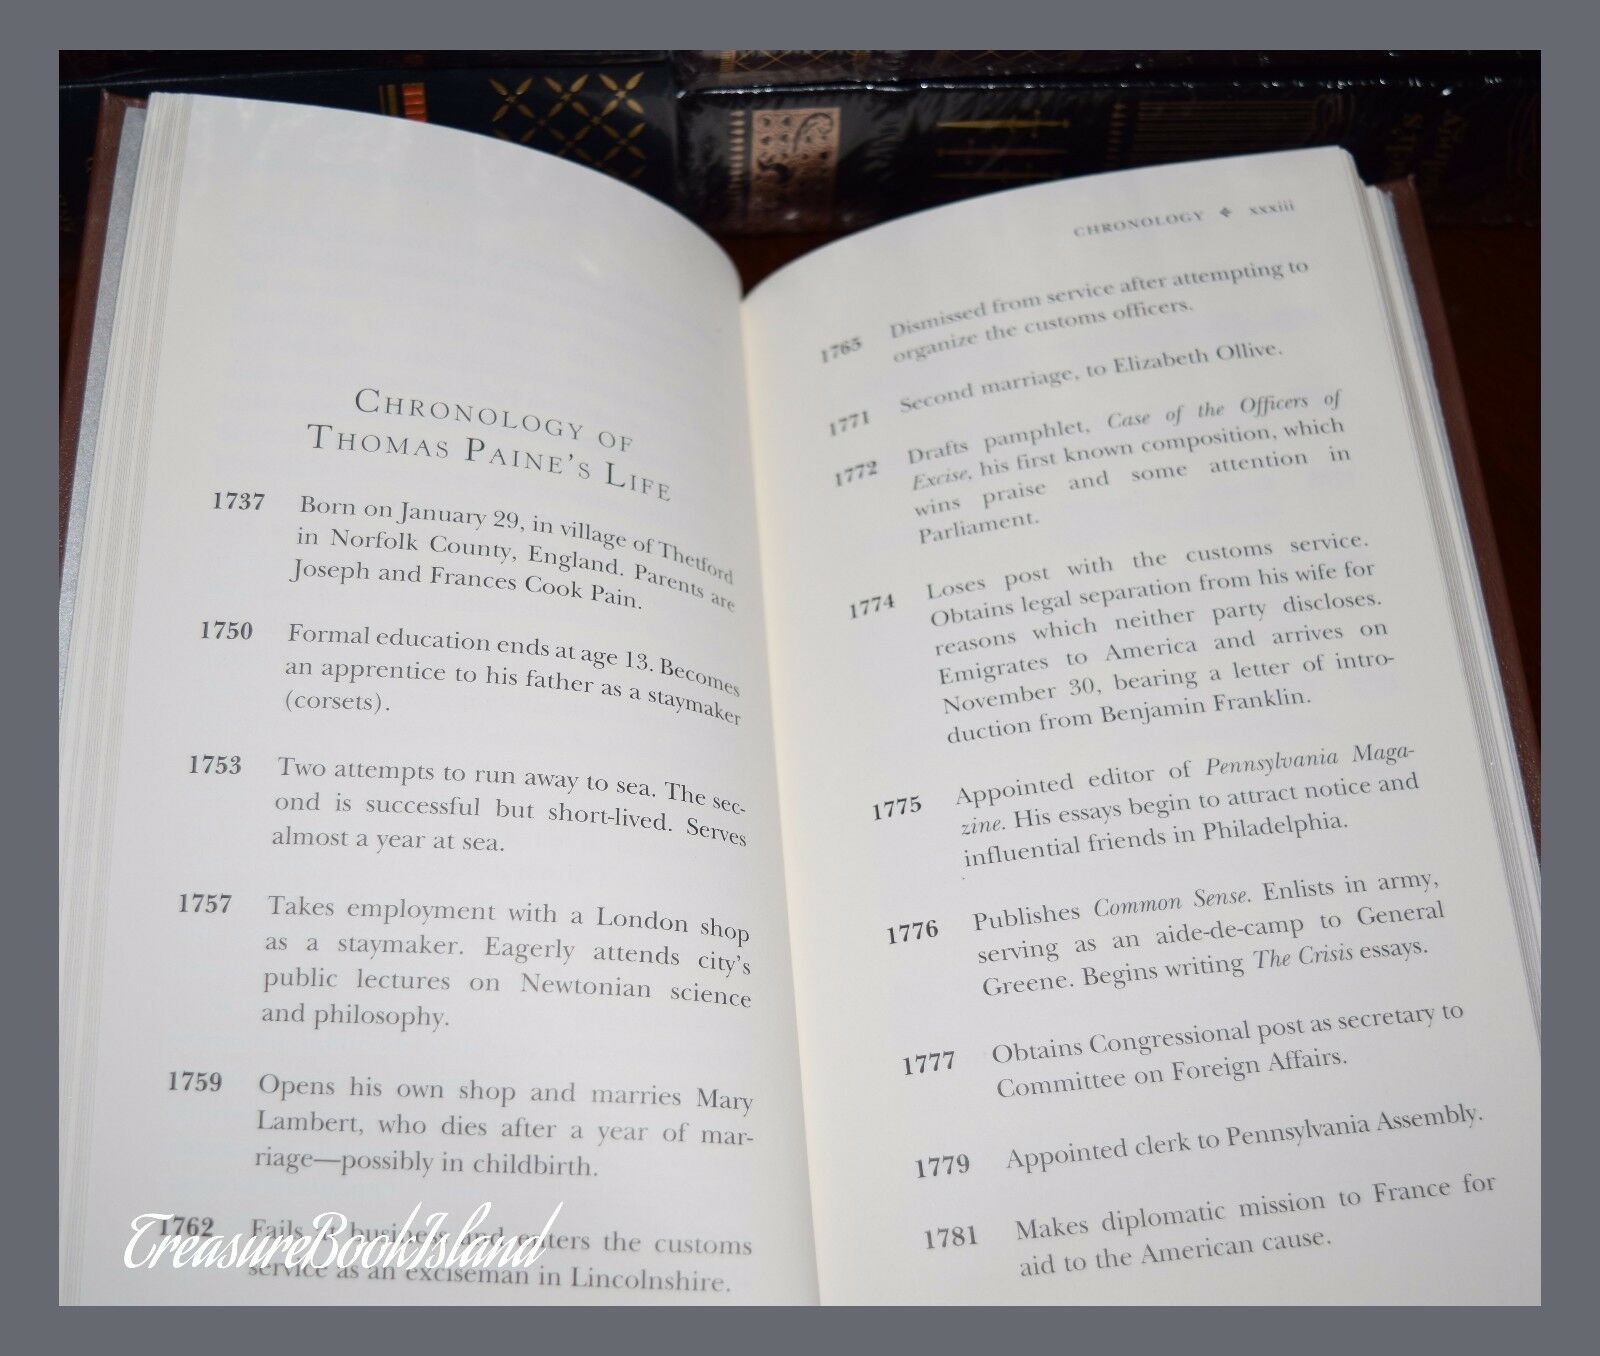 CHRONOLOGY OF
THOMAS PAINE'S LIFE
1737 Born on January 29, in village of Thetford
in Norfolk County, England. Parents are
Joseph and Frances Cook Pain.
1750 Formal education ends at age 13. Becomes
an apprentice to his father as a staymaker
(corsets).
1753 Two attempts to run away to sea. The sec-
ond is successful but short-lived. Serves
almost a year at sea.
1757 Takes employment with a London shop
as a staymaker. Eagerly attends city's
public lectures on Newtonian science
and philosophy.
1759 Opens his own shop and marries Mary
Lambert, who dies after a year of mar-
riage—possibly in childbirth.
1762 Fails in business and enters the customs
service as an exciseman in Lincolnshire.
TreasureBookIsland
CHRONOLOGY ✦ xxxiii
1765 Dismissed from service after attempting to
organize the customs officers.
1771 Second marriage, to Elizabeth Ollive.
1772 Drafts pamphlet, Case of the Officers of
Excise, his first known composition, which
wins praise and some attention in
Parliament.
1774 Loses post with the customs service.
Obtains legal separation from his wife for
reasons which neither party discloses.
Emigrates to America and arrives on
November 30, bearing a letter of intro-
duction from Benjamin Franklin.
1775 Appointed editor of Pennsylvania Maga-
zine. His essays begin to attract notice and
influential friends in Philadelphia.
1776 Publishes Common Sense. Enlists in army,
serving as an aide-de-camp to General
Greene. Begins writing The Crisis essays.
1777 Obtains Congressional post as secretary to
Committee on Foreign Affairs.
1779 Appointed clerk to Pennsylvania Assembly.
1781 Makes diplomatic mission to France for
aid to the American cause.